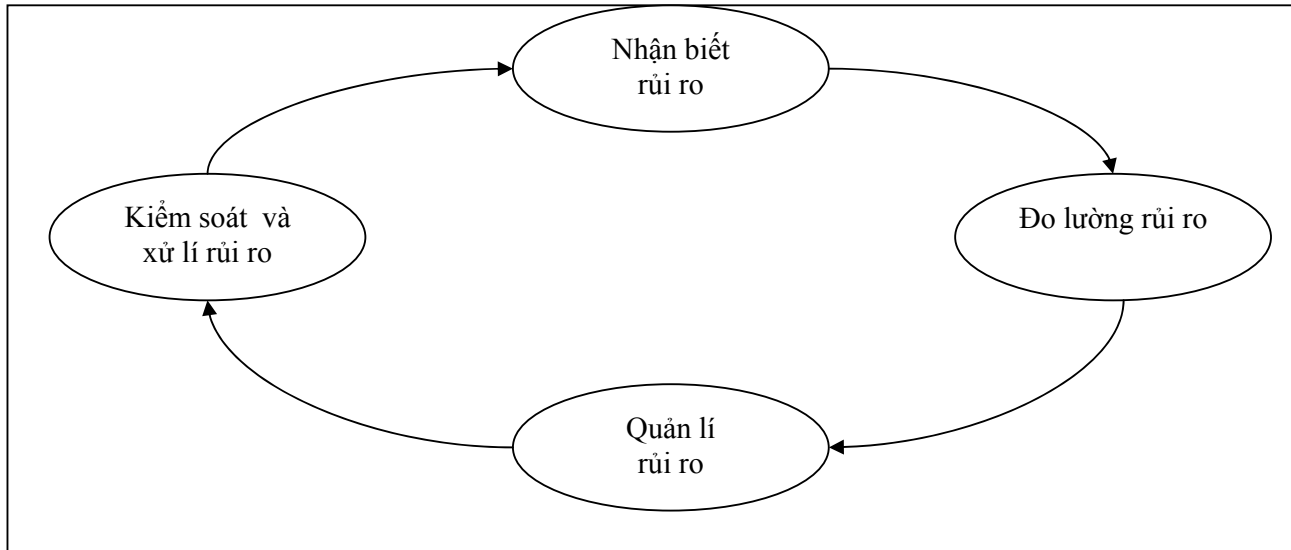 Nhận biết
rủi ro
Đo lường rủi ro
Quản lí
rủi ro
Kiểm soát và
xử lí rủi ro